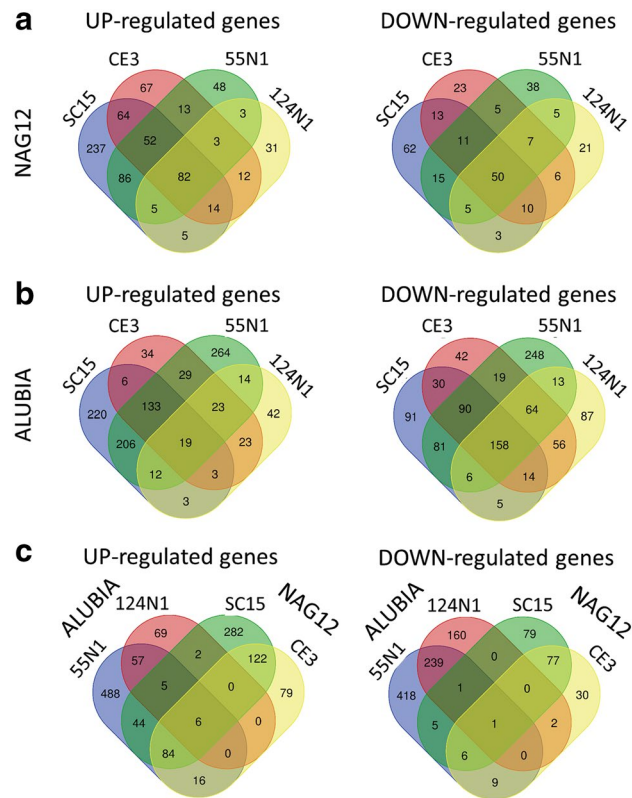 a
UP-regulated genes
DOWN-regulated genes
NAG12
SC15
CE3
55N1
124N1
67
48
64
13
3
237
52
3
31
86
82
12
5
14
5
SC15
CE3
55N1
124N1
23
38
13
5
5
62
11
7
21
15
50
6
5
10
3
b
UP-regulated genes
DOWN-regulated genes
ALUBIA
SC15
CE3
55N1
124N1
34
264
6
29
14
220
133
23
42
206
19
23
12
3
3
SC15
CE3
55N1
124N1
42
248
30
19
13
91
90
64
87
81
158
56
6
14
5
c
UP-regulated genes
DOWN-regulated genes
ALUBIA
NAG12
55N1
124N1
SC15
CE3
69
282
57
2
122
488
5
0
79
44
6
0
84
0
16
ALUBIA
NAG12
55N1
124N1
SC15
CE3
160
79
239
0
77
418
1
0
30
5
1
2
6
0
9